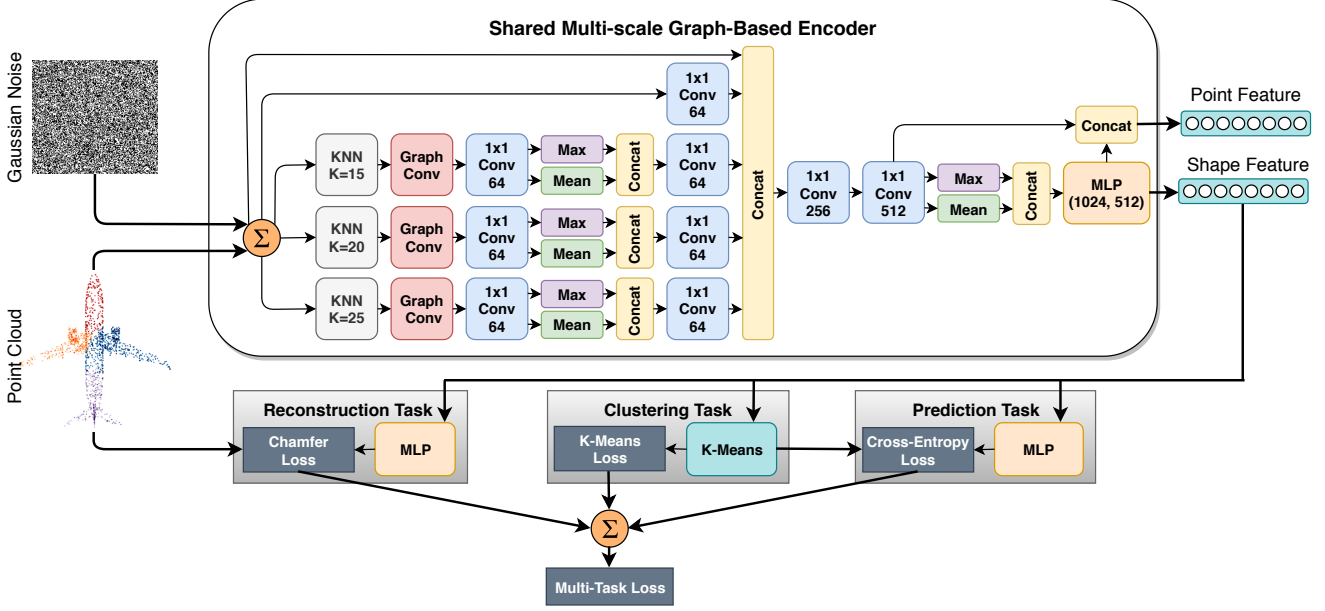 Shared Multi-scale Graph-Based Encoder
Gaussian Noise
Point Cloud
Σ
1x1
Conv
64
KNN
K=15
Graph
Conv
1x1
Conv
64
Max
Mean
Concat
1x1
Conv
64
KNN
K=20
Graph
Conv
1x1
Conv
64
Max
Mean
Concat
1x1
Conv
64
KNN
K=25
Graph
Conv
1x1
Conv
64
Max
Mean
Concat
1x1
Conv
64
Concat
1x1
Conv
256
1x1
Conv
512
Max
Mean
Concat
MLP
(1024, 512)
Concat
Point Feature
Shape Feature
Reconstruction Task
Chamfer
Loss
MLP
Clustering Task
K-Means
Loss
K-Means
Prediction Task
Cross-Entropy
Loss
MLP
Σ
Multi-Task Loss